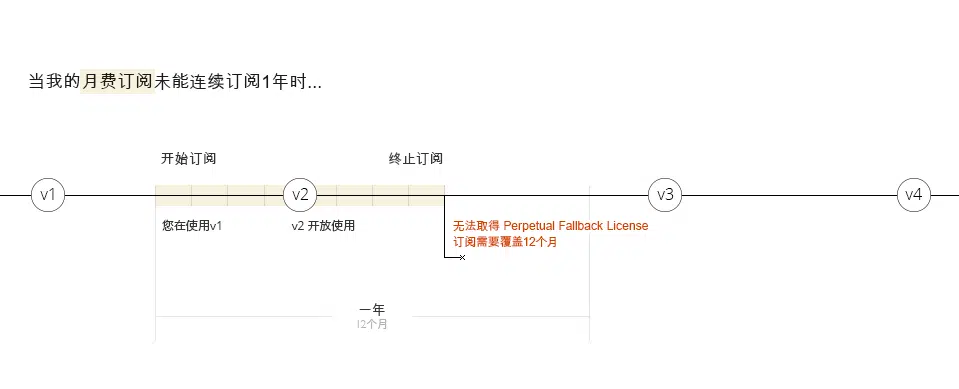 当我的月费订阅未能连续订阅1年时...
开始订阅
终止订阅
v1
v2
v3
v4
您在使用v1
v2 开放使用
无法取得 Perpetual Fallback License
订阅需要覆盖12个月
一年
12个月